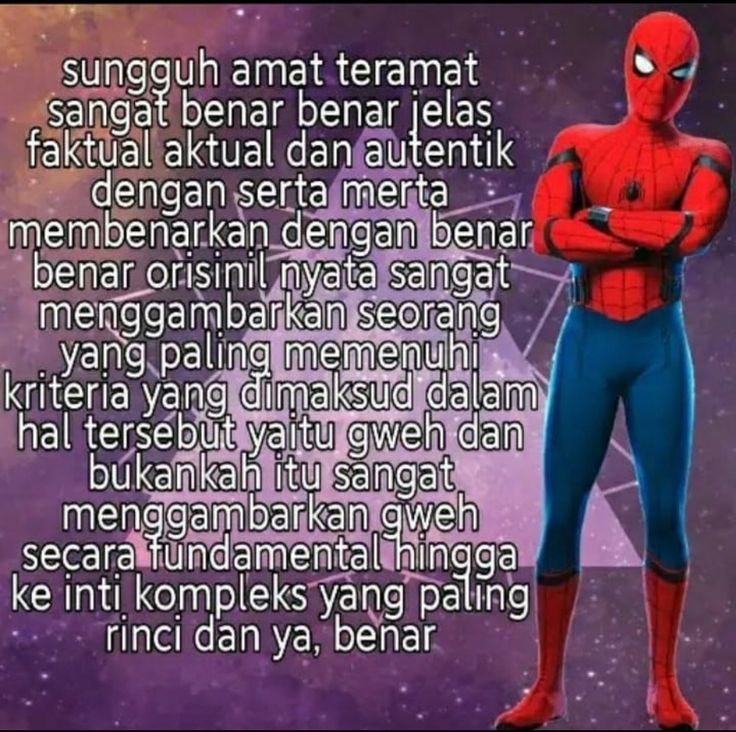 sungguh amat teramat
sangat benar benar jelas
faktual aktual dan autentik
dengan serta merta
membenarkan dengan benar
benar orisinil nyata sangat
menggambarkan seorang
yang paling memenuhi
kriteria yang dimaksud dalam
hal tersebut yaitu gweh dan
bukankah itu sangat
menggambarkan gweh
secara fundamental hingga
ke inti kompleks yang paling
rinci dan ya, benar